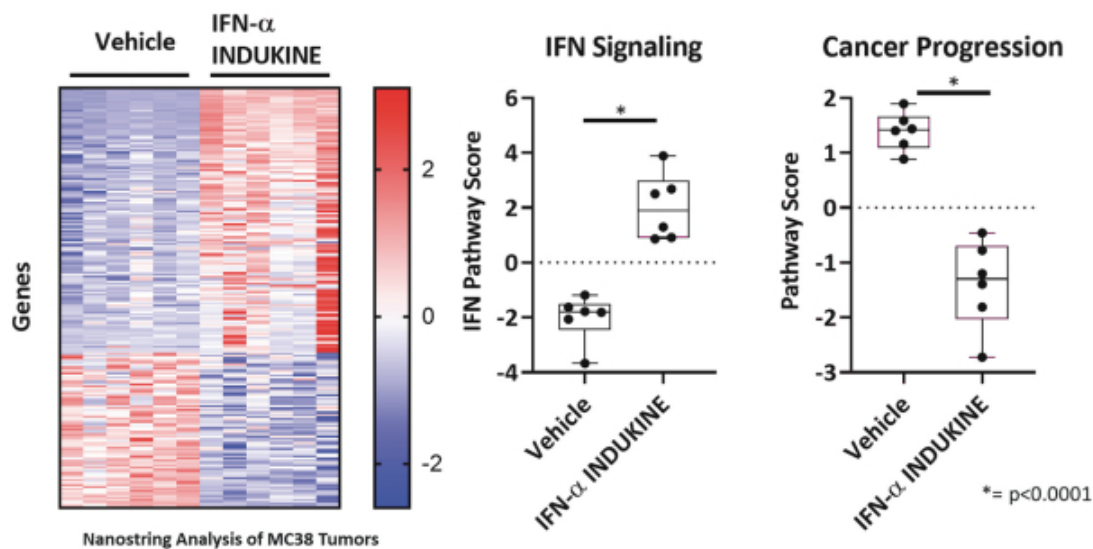 Vehicle
IFN-α
INDUKINE
Genes
2
0
-2
Nanostring Analysis of MC38 Tumors
IFN Signaling
*
IFN Pathway Score
6
4
2
0
-2
-4
Vehicle
IFN-α INDUKINE
Cancer Progression
*
Pathway Score
2
1
0
-1
-2
-3
Vehicle
IFN-α INDUKINE
*= p<0.0001